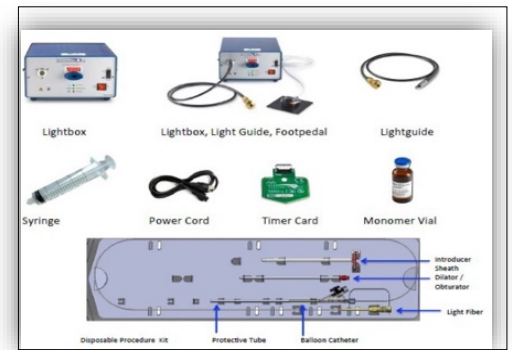 Lightbox
Lightbox, Light Guide, Footpedal
Lightguide
Syringe
Power Cord
Timer Card
Monomer Vial
Introducer
Sheath
Dilator /
Obturator
Light Fiber
Disposable Procedure Kit
Protective Tube
Balloon Catheter